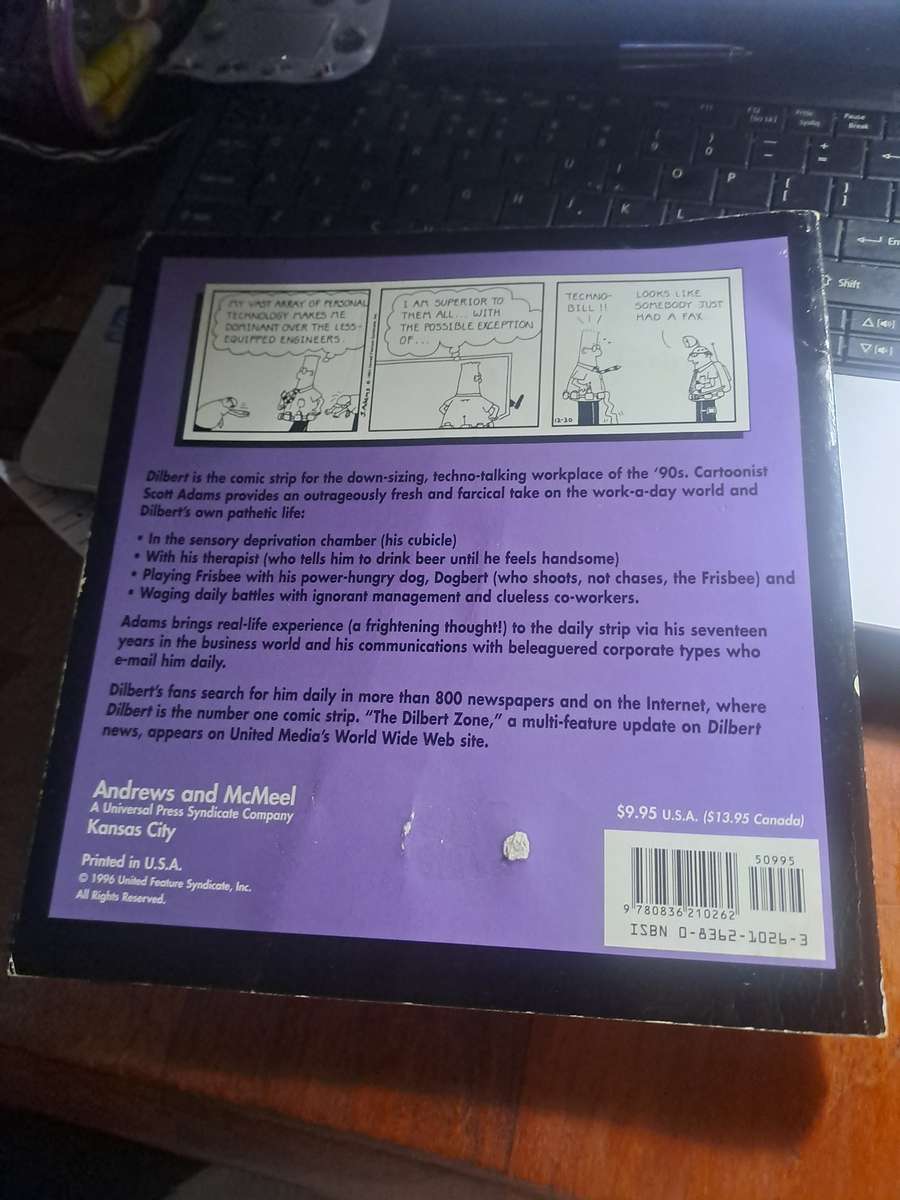 MY VAST ARRAY OF PERSONAL
TECHNOLOGY MAKES ME
DOMINANT OVER THE LESS-
EQUIPPED ENGINEERS.
I AM SUPERIOR TO
THEM ALL... WITH
THE POSSIBLE EXCEPTION
OF...
TECHNO-
BILL!!
LOOKS LIKE
SOMEBODY JUST
HAD A FAX.
12-20
Dilbert is the comic strip for the down-sizing, techno-talking workplace of the '90s. Cartoonist
Scott Adams provides an outrageously fresh and farcical take on the work-a-day world and
Dilbert's own pathetic life:
• In the sensory deprivation chamber (his cubicle)
• With his therapist (who tells him to drink beer until he feels handsome)
• Playing Frisbee with his power-hungry dog, Dogbert (who shoots, not chases, the Frisbee) and
• Waging daily battles with ignorant management and clueless co-workers.
Adams brings real-life experience (a frightening thought!) to the daily strip via his seventeen
years in the business world and his communications with beleaguered corporate types who
e-mail him daily.
Dilbert's fans search for him daily in more than 800 newspapers and on the Internet, where
Dilbert is the number one comic strip. "The Dilbert Zone," a multi-feature update on Dilbert
news, appears on United Media's World Wide Web site.
Andrews and McMeel
A Universal Press Syndicate Company
Kansas City
Printed in U.S.A.
© 1996 United Feature Syndicate, Inc.
All Rights Reserved.
$9.95 U.S.A. ($13.95 Canada)
50995
9 780836 210262
ISBN 0-8362-1026-3
Pause
Break
O
P
K
L
Shift